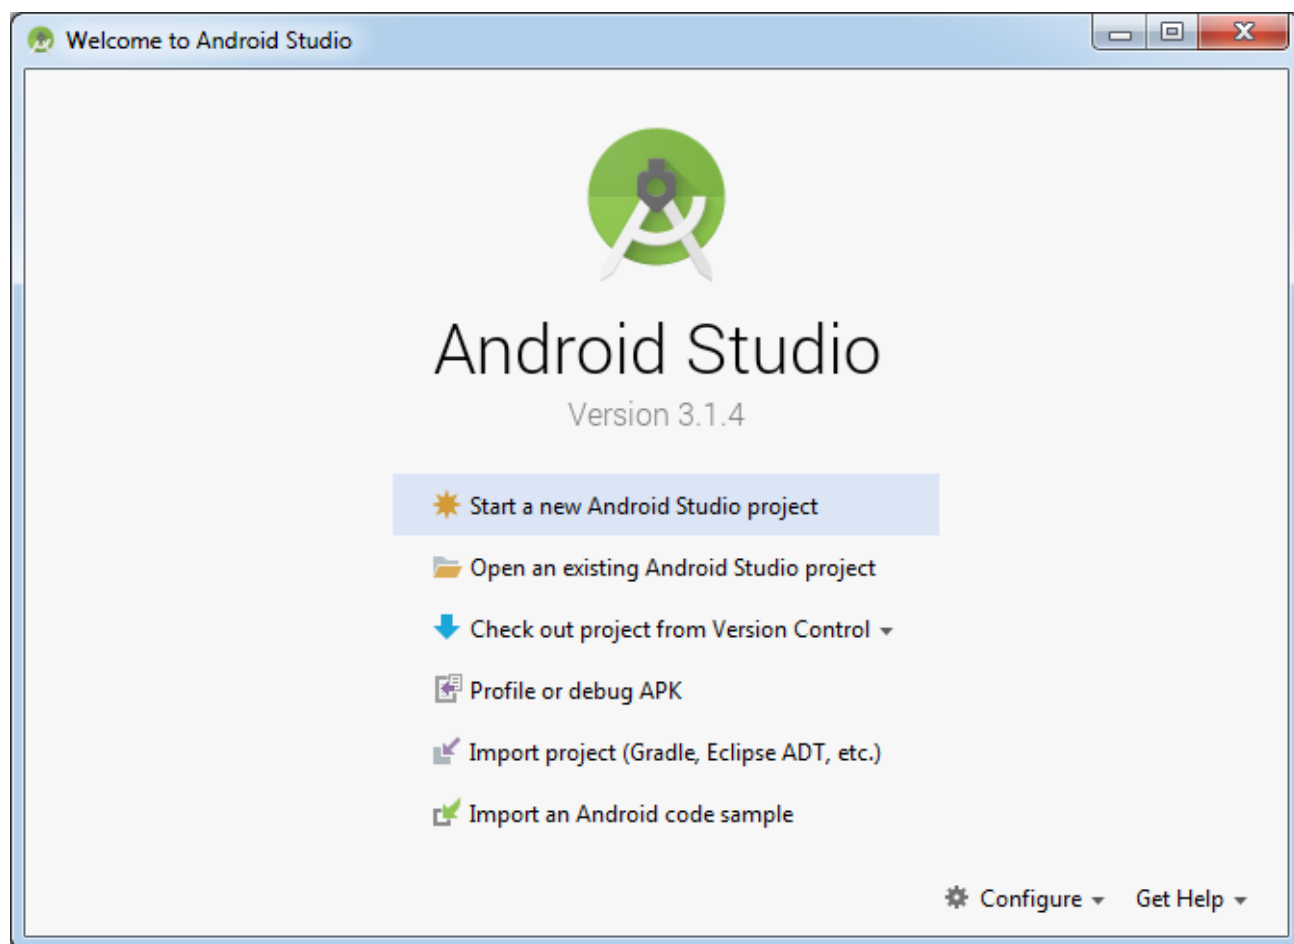 Welcome to Android Studio
Android Studio
Version 3.1.4
Start a new Android Studio project
Open an existing Android Studio project
Check out project from Version Control
Profile or debug APK
Import project (Gradle, Eclipse ADT, etc.)
Import an Android code sample
Configure Get Help